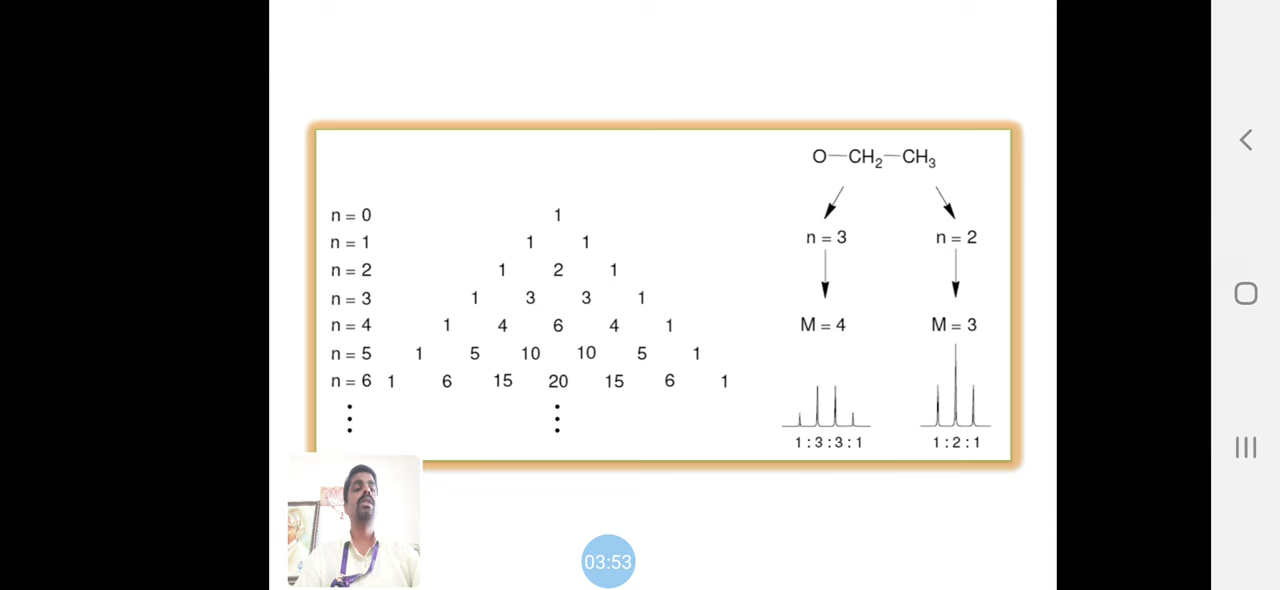 O—CH₂—CH₃
n = 0 1
n = 1 1 1
n = 2 1 2 1
n = 3 1 3 3 1
n = 4 1 4 6 4 1
n = 5 1 5 10 10 5 1
n = 6 1 6 15 20 15 6 1
n = 3 n = 2
M = 4 M = 3
1 : 3 : 3 : 1 1 : 2 : 1
03:53